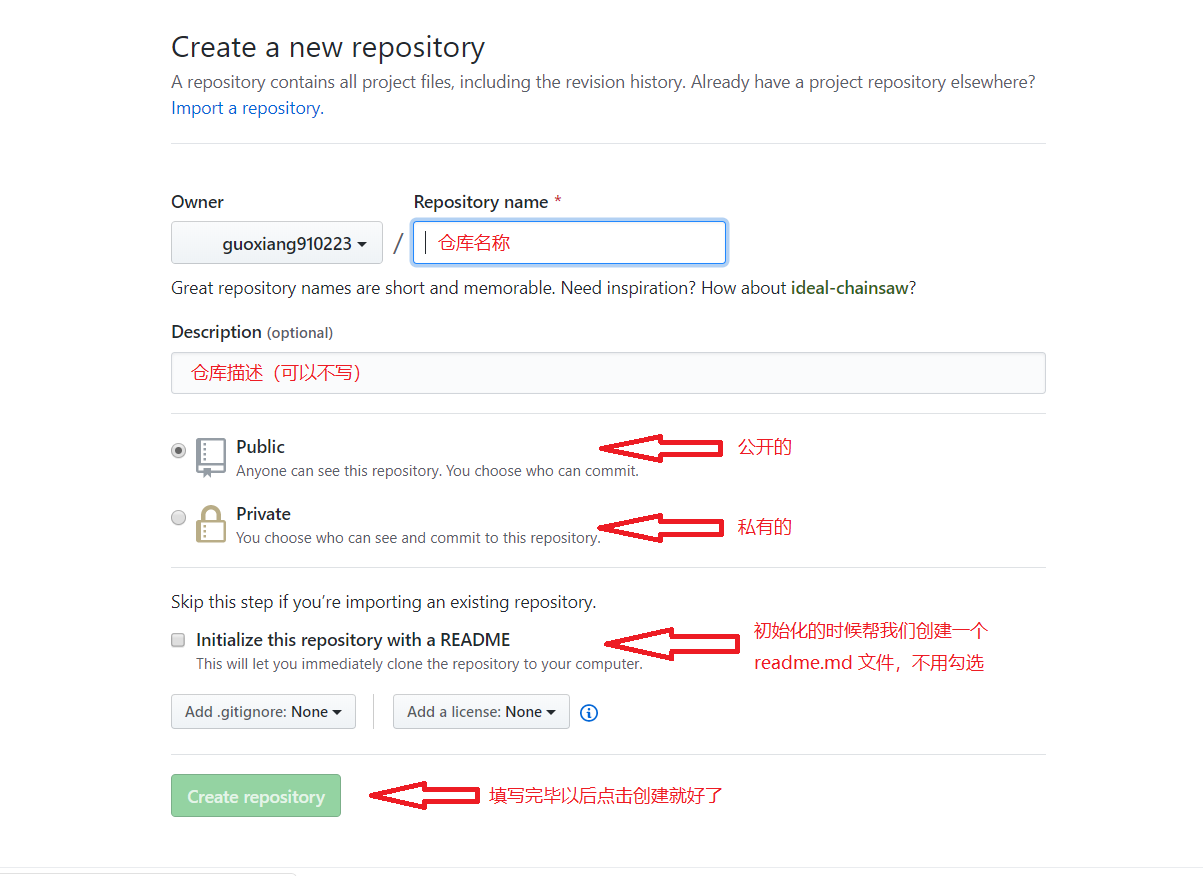 Create a new repository
A repository contains all project files, including the revision history. Already have a project repository elsewhere?
Import a repository.
Owner
Repository name *
guoxiang910223
/
仓库名称
Great repository names are short and memorable. Need inspiration? How about ideal-chainsaw?
Description (optional)
仓库描述（可以不写）
Public
公开的
Anyone can see this repository. You choose who can commit.
Private
私有的
You choose who can see and commit to this repository.
Skip this step if you’re importing an existing repository.
Initialize this repository with a README
This will let you immediately clone the repository to your computer.
初始化的时候帮我们创建一个
readme.md 文件，不用勾选
Add .gitignore: None
Add a license: None
Create repository
填写完毕以后点击创建就好了